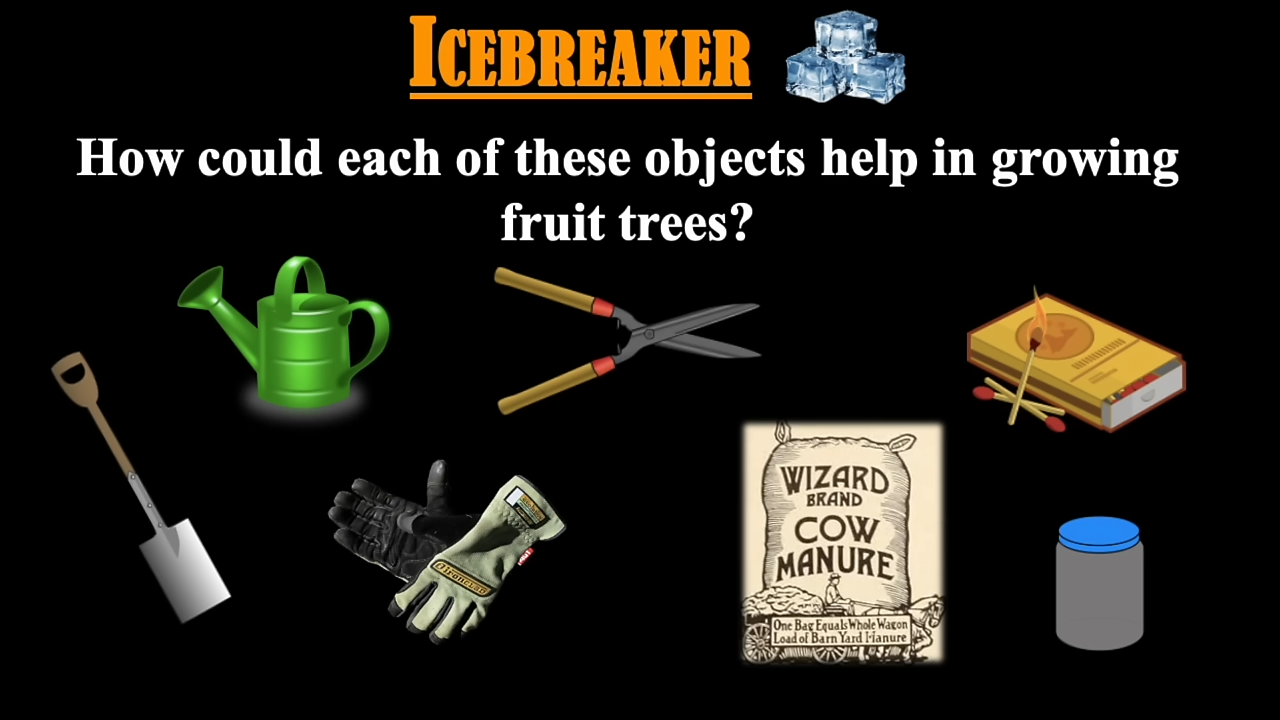 ICEBREAKER
How could each of these objects help in growing
fruit trees?
WIZARD
BRAND
COW
MANURE
One Bag Equals Whole Wagon
Load of Barn Yard Manure
IRONCLAD